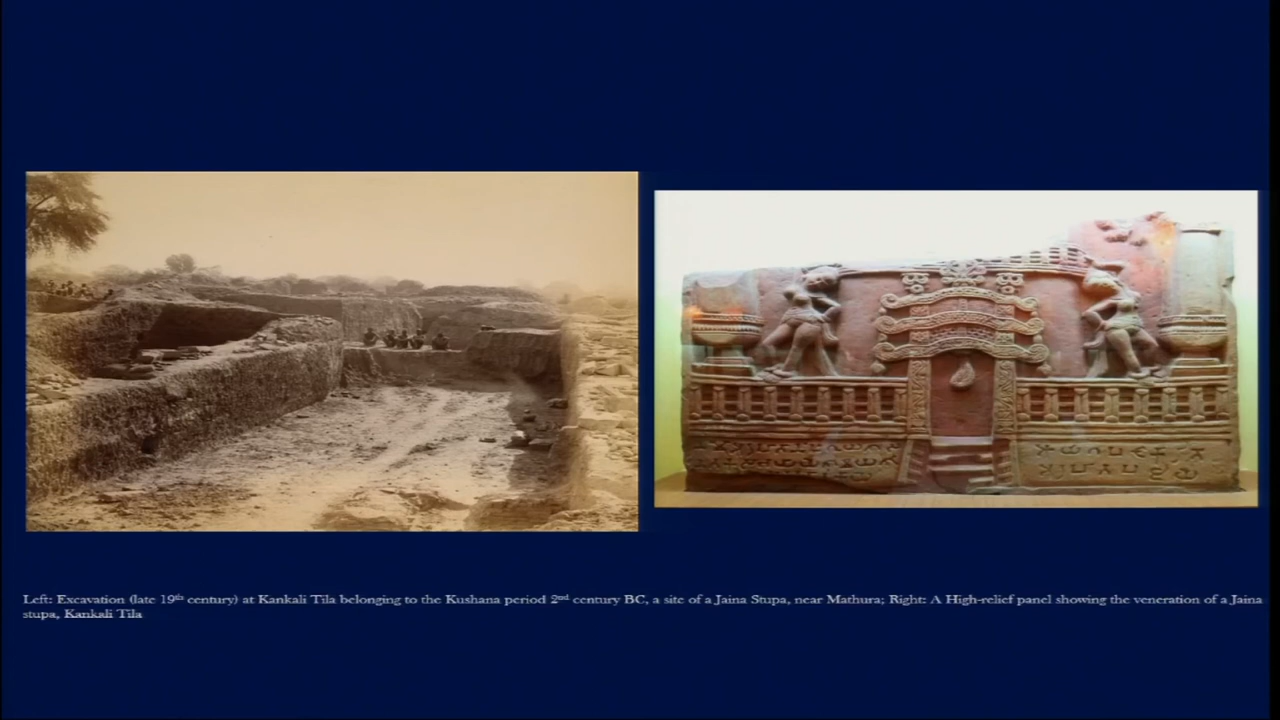 Left: Excavation (late 19th century) at Kankali Tila belonging to the Kushana period 2nd century BC, a site of a Jaina Stupa, near Mathura; Right: A High-relief panel showing the veneration of a Jaina
stupa, Kankali Tila